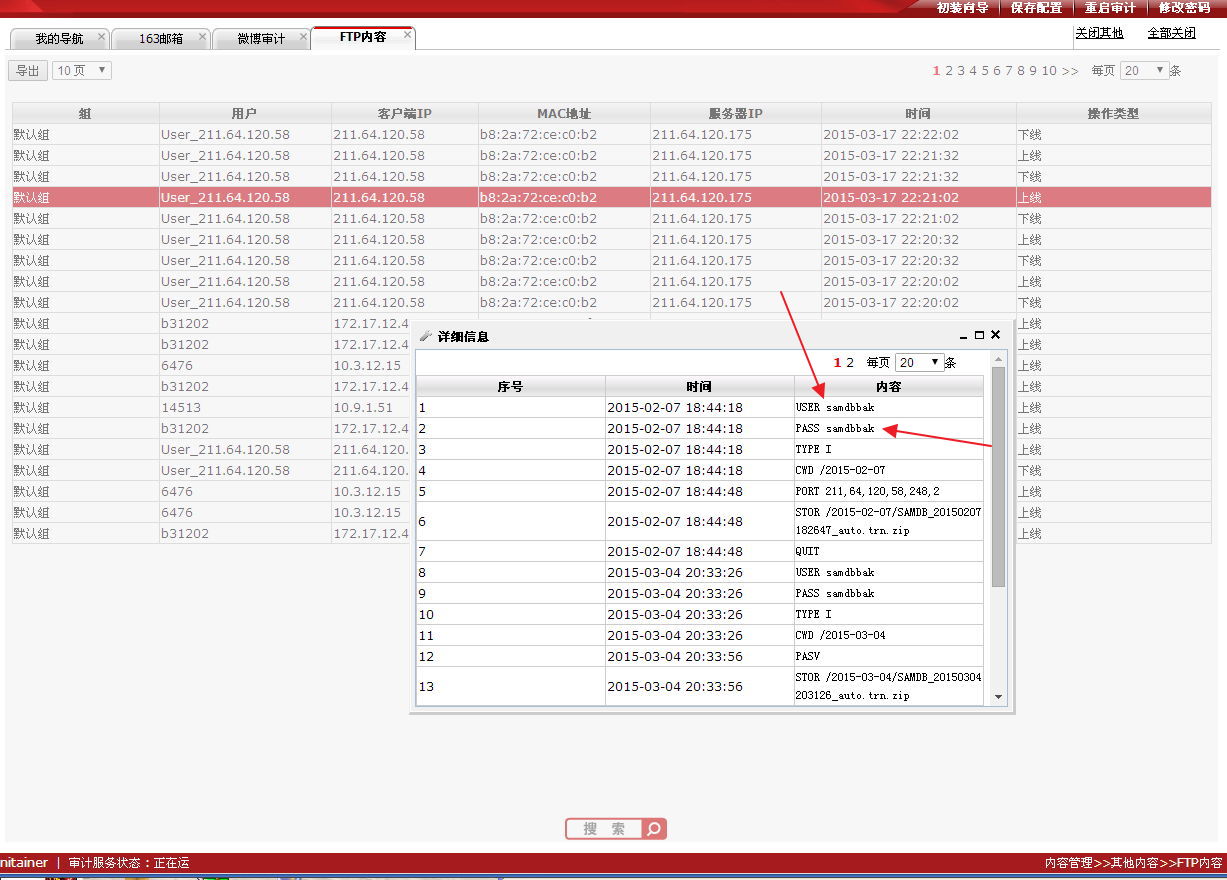 初装向导 保存配置 重启审计 修改密码
我的导航 163邮箱 微博审计 FTP内容 关闭其他 全部关闭
导出 10 页 1 2 3 4 5 6 7 8 9 10 >> 每页 20 条
组 用户 客户端IP MAC地址 服务器IP 时间 操作类型
默认组 User_211.64.120.58 211.64.120.58 b8:2a:72:ce:c0:b2 211.64.120.175 2015-03-17 22:22:02 下线
默认组 User_211.64.120.58 211.64.120.58 b8:2a:72:ce:c0:b2 211.64.120.175 2015-03-17 22:21:32 上线
默认组 User_211.64.120.58 211.64.120.58 b8:2a:72:ce:c0:b2 211.64.120.175 2015-03-17 22:21:32 下线
默认组 User_211.64.120.58 211.64.120.58 b8:2a:72:ce:c0:b2 211.64.120.175 2015-03-17 22:21:02 上线
默认组 User_211.64.120.58 211.64.120.58 b8:2a:72:ce:c0:b2 211.64.120.175 2015-03-17 22:21:02 下线
默认组 User_211.64.120.58 211.64.120.58 b8:2a:72:ce:c0:b2 211.64.120.175 2015-03-17 22:20:32 上线
默认组 User_211.64.120.58 211.64.120.58 b8:2a:72:ce:c0:b2 211.64.120.175 2015-03-17 22:20:32 下线
默认组 User_211.64.120.58 211.64.120.58 b8:2a:72:ce:c0:b2 211.64.120.175 2015-03-17 22:20:02 上线
默认组 User_211.64.120.58 211.64.120.58 b8:2a:72:ce:c0:b2 211.64.120.175 2015-03-17 22:20:02 下线
默认组 b31202 172.17.12.4 上线
默认组 b31202 172.17.12.4 上线
默认组 6476 10.3.12.15 上线
默认组 b31202 172.17.12.4 上线
默认组 14513 10.9.1.51 上线
默认组 b31202 172.17.12.4 上线
默认组 User_211.64.120.58 211.64.120. 上线
默认组 User_211.64.120.58 211.64.120. 下线
默认组 6476 10.3.12.15 上线
默认组 6476 10.3.12.15 上线
默认组 b31202 172.17.12.4 上线
详细信息
1 2 每页 20 条
序号 时间 内容
1 2015-02-07 18:44:18 USER samdbbak
2 2015-02-07 18:44:18 PASS samdbbak
3 2015-02-07 18:44:18 TYPE I
4 2015-02-07 18:44:18 CWD /2015-02-07
5 2015-02-07 18:44:48 PORT 211,64,120,58,248,2
6 2015-02-07 18:44:48 STOR /2015-02-07/SAMDB_20150207
182647_auto.trn.zip
7 2015-02-07 18:44:48 QUIT
8 2015-03-04 20:33:26 USER samdbbak
9 2015-03-04 20:33:26 PASS samdbbak
10 2015-03-04 20:33:26 TYPE I
11 2015-03-04 20:33:26 CWD /2015-03-04
12 2015-03-04 20:33:56 PASV
13 2015-03-04 20:33:56 STOR /2015-03-04/SAMDB_20150304
203126_auto.trn.zip
搜 索
nitainer | 审计服务状态：正在运 内容管理>>其他内容>>FTP内容